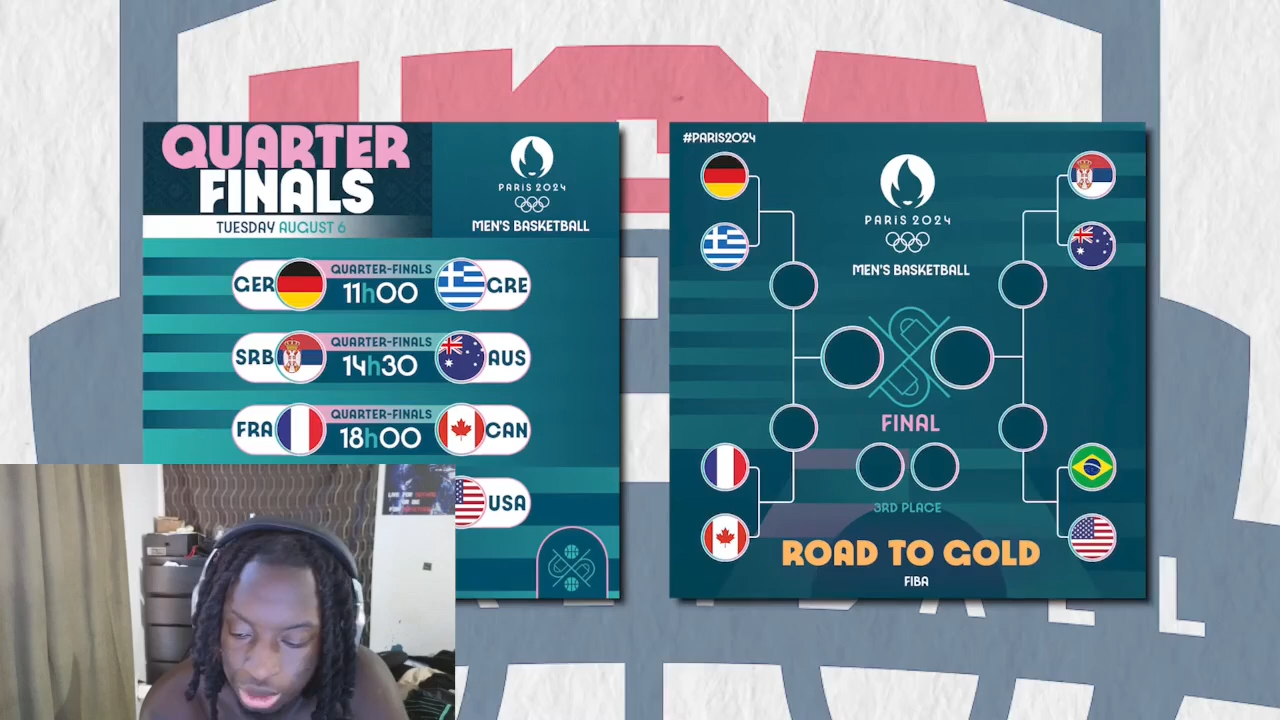 QUARTER
FINALS
TUESDAY AUGUST 6
PARIS 2024
MEN'S BASKETBALL
GER QUARTER-FINALS 11h00 GRE
SRB QUARTER-FINALS 14h30 AUS
FRA QUARTER-FINALS 18h00 CAN
USA
#PARIS2024
PARIS 2024
MEN'S BASKETBALL
FINAL
3RD PLACE
ROAD TO GOLD
FIBA